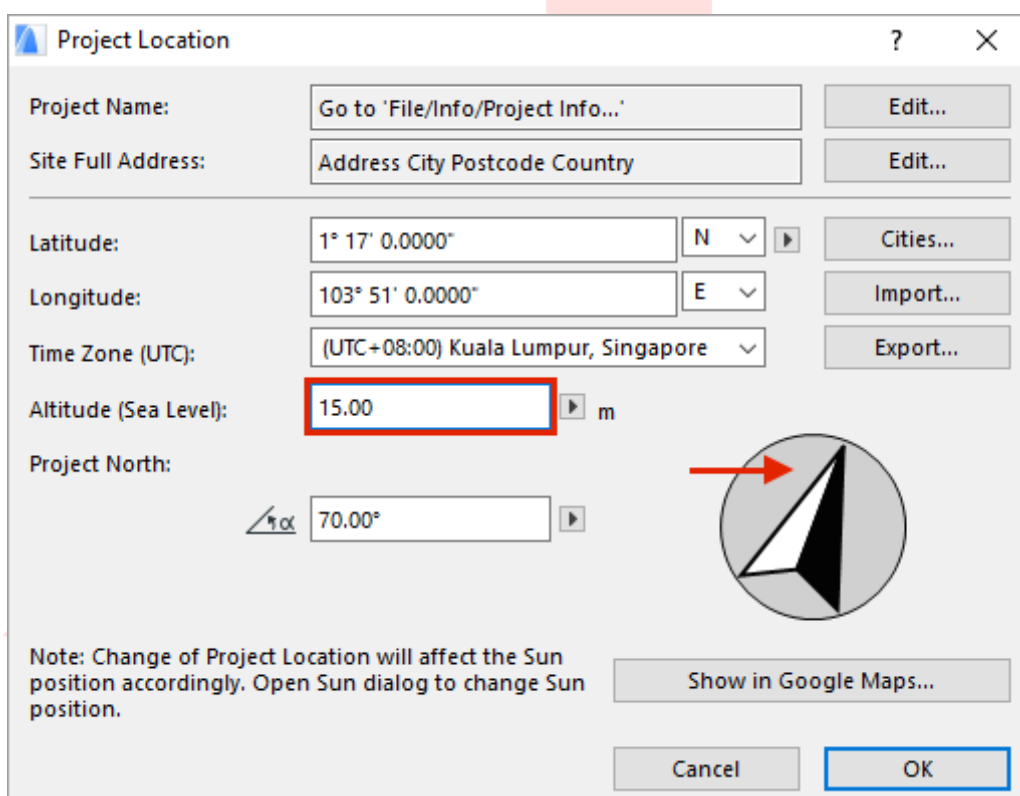 Project Location ?
Project Name: Go to 'File/Info/Project Info...' Edit...
Site Full Address: Address City Postcode Country Edit...
Latitude: 1° 17' 0.0000" N Cities...
Longitude: 103° 51' 0.0000" E Import...
Time Zone (UTC): (UTC+08:00) Kuala Lumpur, Singapore Export...
Altitude (Sea Level): 15.00 m
Project North:
α 70.00°
Note: Change of Project Location will affect the Sun
position accordingly. Open Sun dialog to change Sun
position.
Show in Google Maps...
Cancel OK